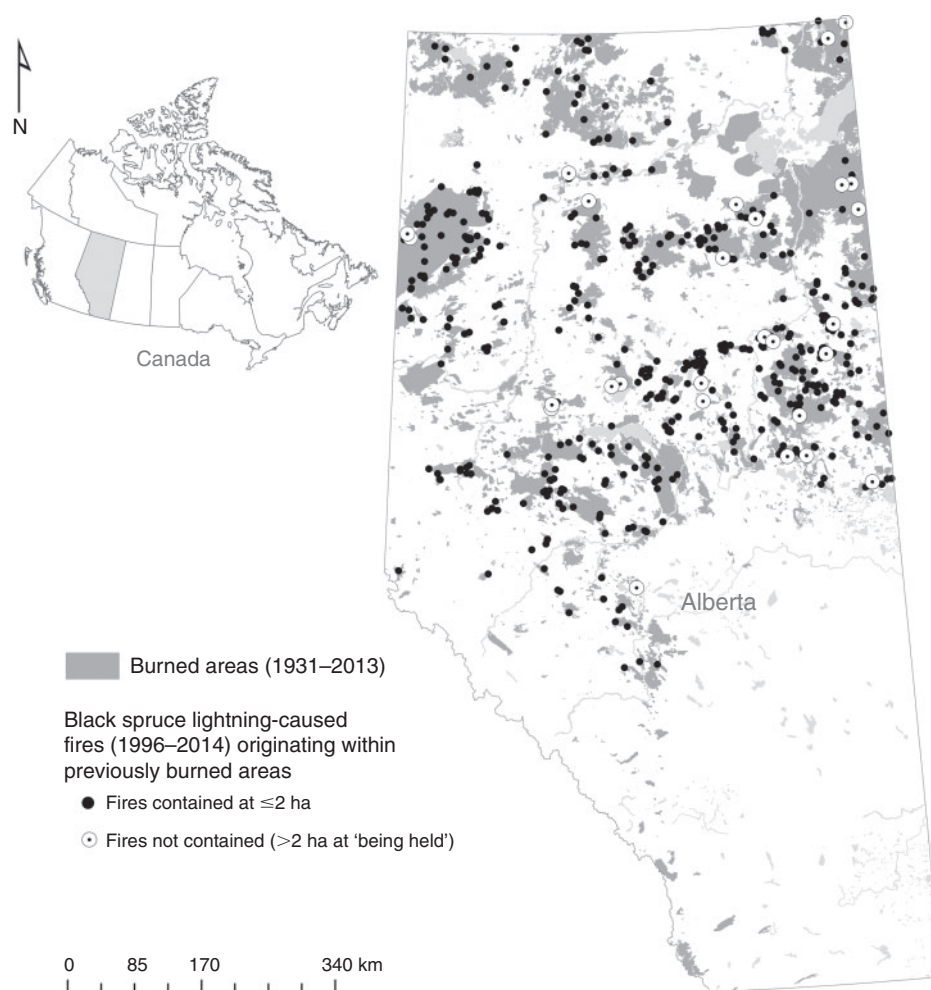 N
Canada
Alberta
Burned areas (1931–2013)
Black spruce lightning-caused
fires (1996–2014) originating within
previously burned areas
Fires contained at ≤2 ha
Fires not contained (>2 ha at ‘being held’)
0 85 170 340 km